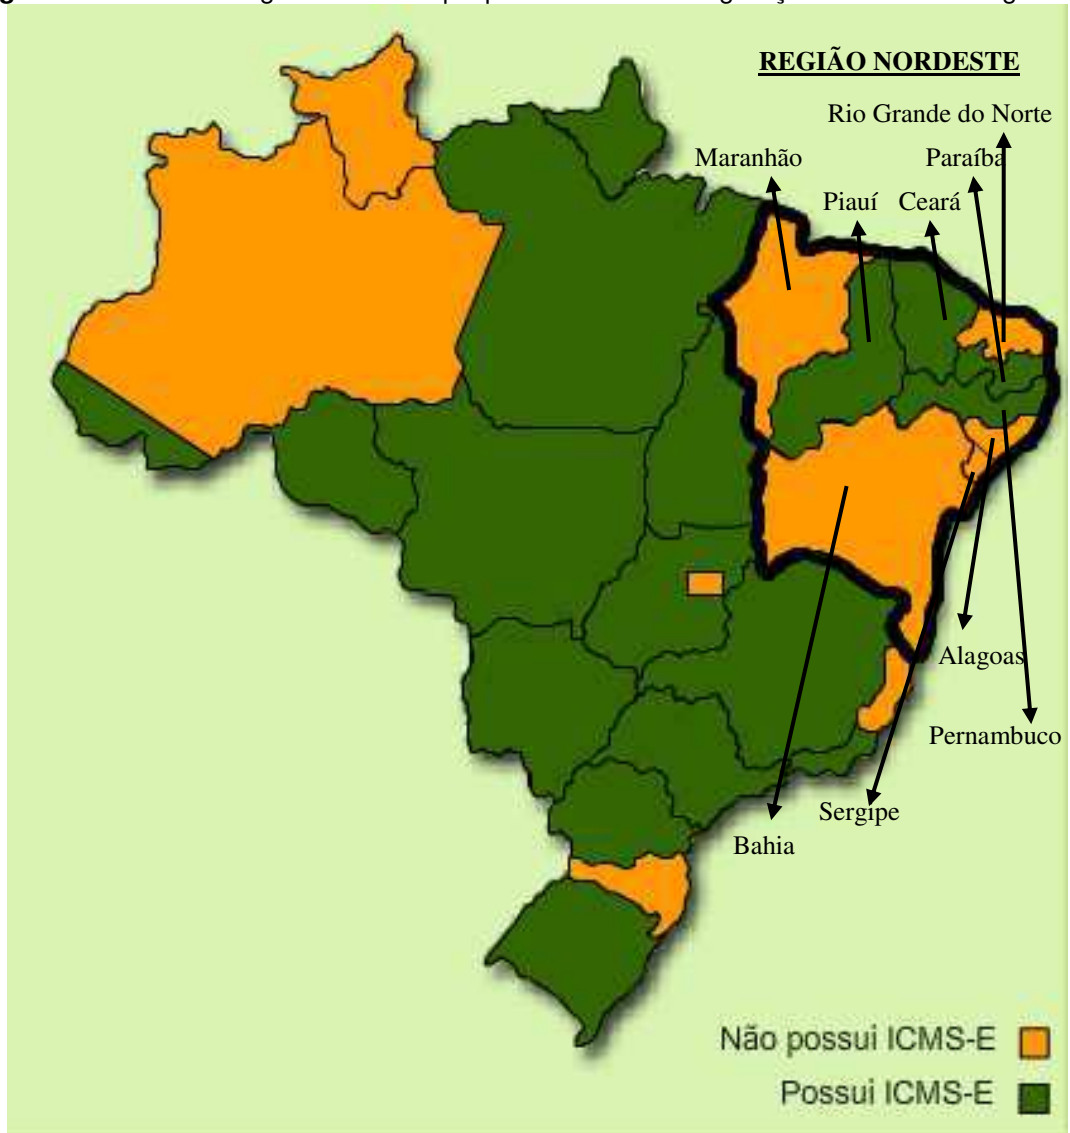 REGIÃO NORDESTE
Rio Grande do Norte
Maranhão
Paraíba
Piauí
Ceará
Alagoas
Pernambuco
Sergipe
Bahia
Não possui ICMS-E
Possui ICMS-E